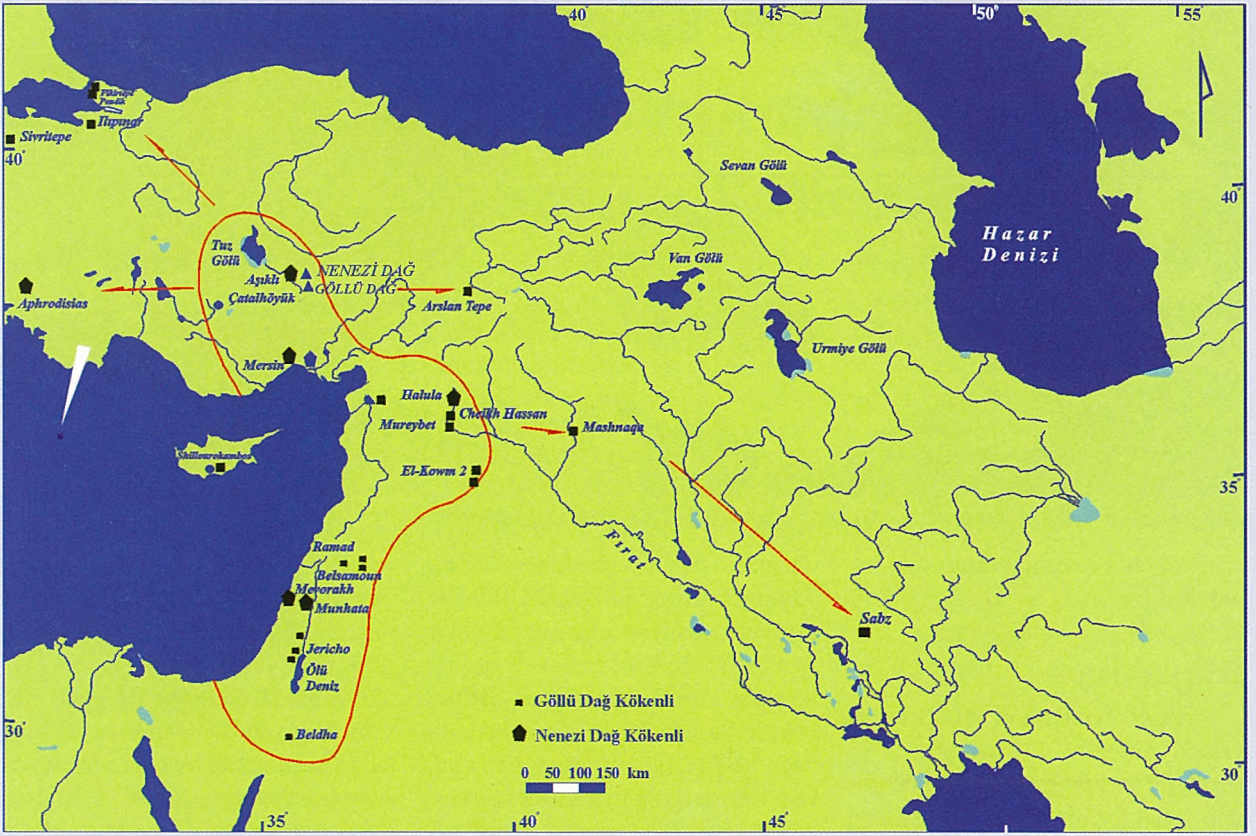 40°
45°
50°
55°
Fikirtepe
Pendik
Ilıpınar
Sivritepe
40°
Sevan Gölü
40°
Hazar
Denizi
Tuz
Gölü
Van Gölü
NENEZİ DAĞ
Aşıklı
GÖLLÜ DAĞ
Çatalhöyük
Aphrodisias
Arslan Tepe
Urmiye Gölü
Mersin
Halula
Cheikh Hassan
Mureybet
Mashnaqa
Shillourokambos
El-Kowm 2
35°
Fırat
Ramad
Belsamoun
Mevorakh
Munhata
Sabz
Jericho
Ölü
Deniz
30°
Beldha
Göllü Dağ Kökenli
Nenezi Dağ Kökenli
0 50 100 150 km
30°
35°
40°
45°